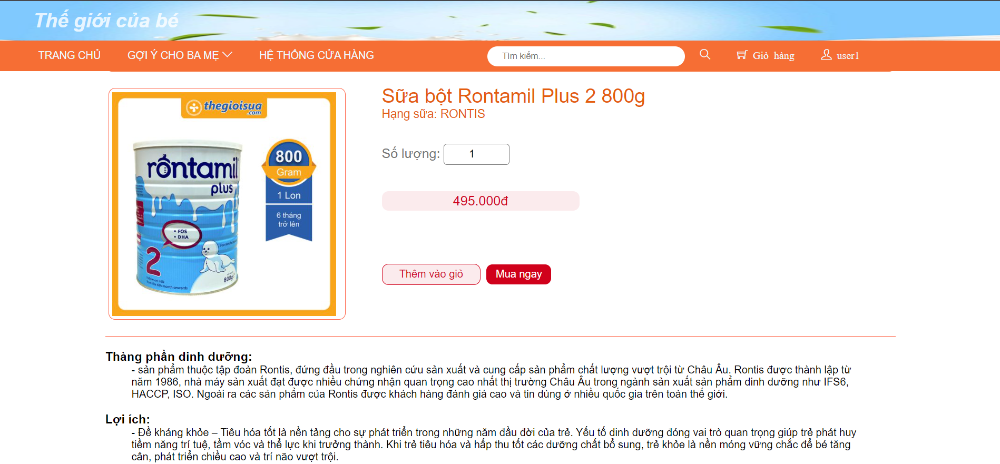 Thế giới của bé
TRANG CHỦ
GỢI Ý CHO BA MẸ
HỆ THỐNG CỬA HÀNG
Tìm kiếm...
Giỏ hàng
user1
thegioisua
.com
rontamil
plus
• FOS
• DHA
2
follow-on milk
from the 6th month onwards
800g
800
Gram
1 Lon
6 tháng
trở lên
Sữa bột Rontamil Plus 2 800g
Hạng sữa: RONTIS
Số lượng: 1
495.000đ
Thêm vào giỏ
Mua ngay
Thàng phần dinh dưỡng:
- sản phẩm thuộc tập đoàn Rontis, đứng đầu trong nghiên cứu sản xuất và cung cấp sản phẩm chất lượng vượt trội từ Châu Âu. Rontis được thành lập từ
năm 1986, nhà máy sản xuất đạt được nhiều chứng nhận quan trọng cao nhất thị trường Châu Âu trong ngành sản xuất sản phẩm dinh dưỡng như IFS6,
HACCP, ISO. Ngoài ra các sản phẩm của Rontis được khách hàng đánh giá cao và tin dùng ở nhiều quốc gia trên toàn thế giới.
Lợi ích:
- Đề kháng khỏe – Tiêu hóa tốt là nền tảng cho sự phát triển trong những năm đầu đời của trẻ. Yếu tố dinh dưỡng đóng vai trò quan trọng giúp trẻ phát huy
tiềm năng trí tuệ, tầm vóc và thể lực khi trưởng thành. Khi trẻ tiêu hóa và hấp thu tốt các dưỡng chất bổ sung, trẻ khỏe là nền móng vững chắc để bé tăng
cân, phát triển chiều cao và trí não vượt trội.